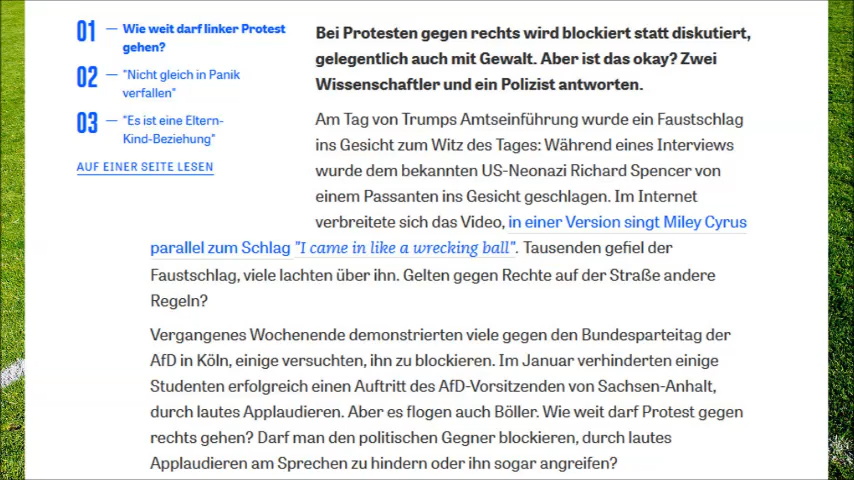 01 — Wie weit darf linker Protest
gehen?
02 — "Nicht gleich in Panik
verfallen"
03 — "Es ist eine Eltern-
Kind-Beziehung"
AUF EINER SEITE LESEN
Bei Protesten gegen rechts wird blockiert statt diskutiert,
gelegentlich auch mit Gewalt. Aber ist das okay? Zwei
Wissenschaftler und ein Polizist antworten.
Am Tag von Trumps Amtseinführung wurde ein Faustschlag
ins Gesicht zum Witz des Tages: Während eines Interviews
wurde dem bekannten US-Neonazi Richard Spencer von
einem Passanten ins Gesicht geschlagen. Im Internet
verbreitete sich das Video, in einer Version singt Miley Cyrus
parallel zum Schlag "I came in like a wrecking ball". Tausenden gefiel der
Faustschlag, viele lachten über ihn. Gelten gegen Rechte auf der Straße andere
Regeln?
Vergangenes Wochenende demonstrierten viele gegen den Bundesparteitag der
AfD in Köln, einige versuchten, ihn zu blockieren. Im Januar verhinderten einige
Studenten erfolgreich einen Auftritt des AfD-Vorsitzenden von Sachsen-Anhalt,
durch lautes Applaudieren. Aber es flogen auch Böller. Wie weit darf Protest gegen
rechts gehen? Darf man den politischen Gegner blockieren, durch lautes
Applaudieren am Sprechen zu hindern oder ihn sogar angreifen?